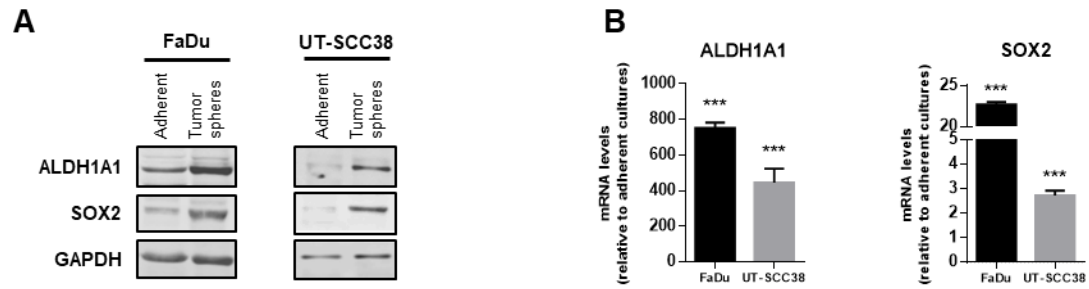 A
FaDu
UT-SCC38
Adherent
Tumor
spheres
Adherent
Tumor
spheres
ALDH1A1
SOX2
GAPDH
B
ALDH1A1
mRNA levels
(relative to adherent cultures)
1000
800
600
400
200
0
***
***
FaDu
UT-SCC38
SOX2
mRNA levels
(relative to adherent cultures)
25
20
5
4
3
2
1
0
***
***
FaDu
UT-SCC38